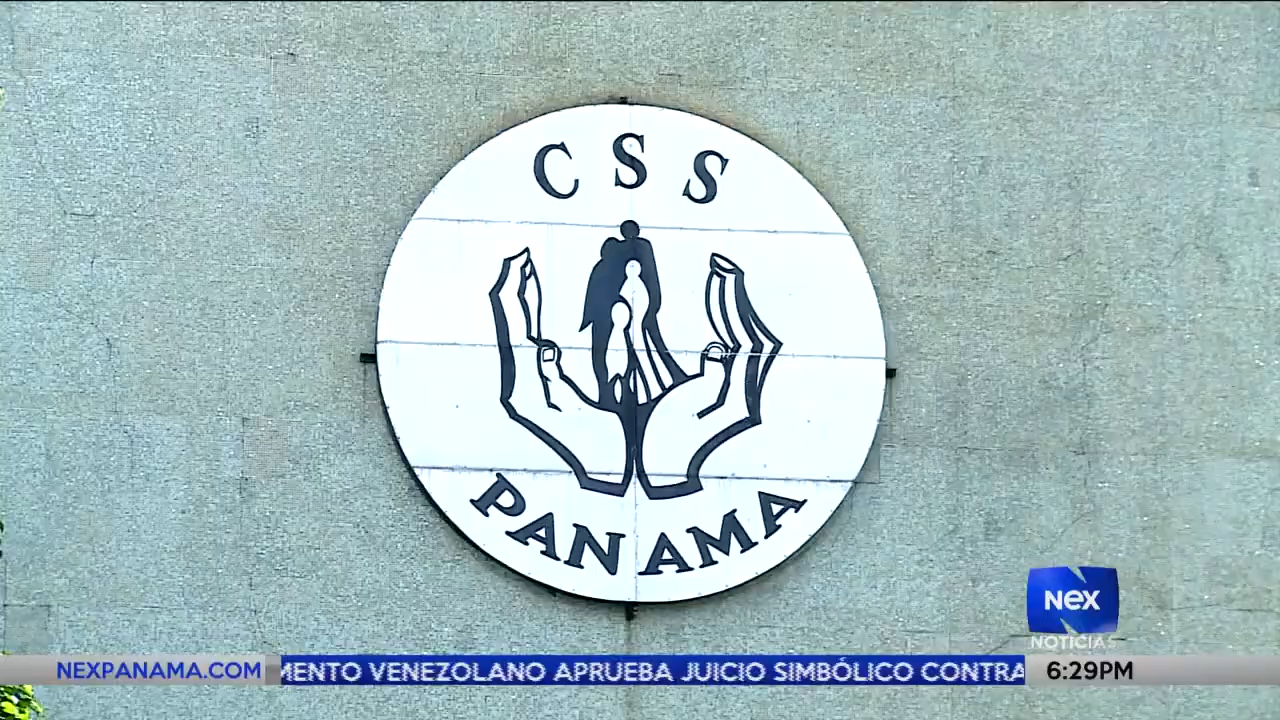 CSS
PANAMA
Nex
NOTICIAS
NEXPANAMA.COM
MENTO VENEZOLANO APRUEBA JUICIO SIMBÓLICO CONTRA
6:29PM